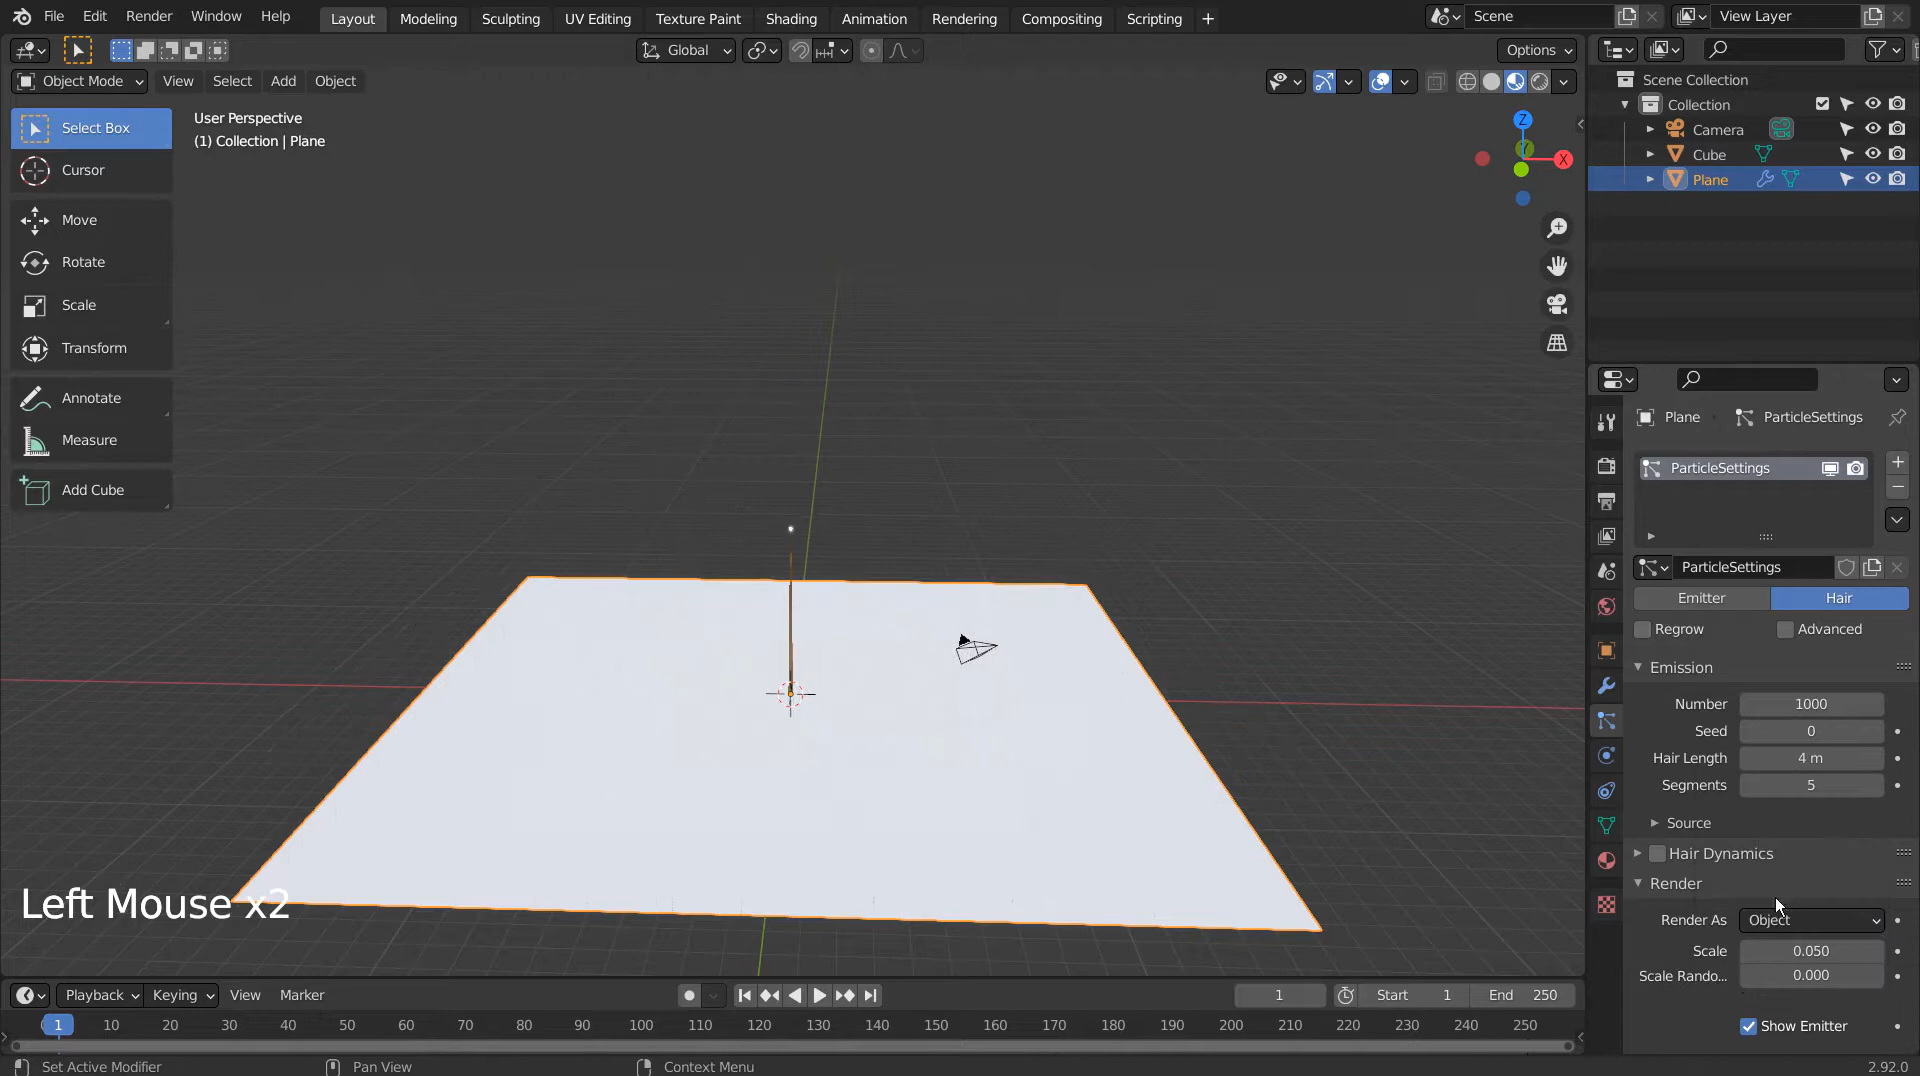 File Edit Render Window Help Layout Modeling Sculpting UV Editing Texture Paint Shading Animation Rendering Compositing Scripting + Scene View Layer
Global Options
Object Mode View Select Add Object
Select Box
Cursor
Move
Rotate
Scale
Transform
Annotate
Measure
Add Cube
User Perspective
(1) Collection | Plane
Z
Y
X
Left Mouse x2
Scene Collection
Collection
Camera
Cube
Plane
Plane ParticleSettings
ParticleSettings
ParticleSettings
Emitter Hair
Regrow Advanced
Emission
Number 1000
Seed 0
Hair Length 4 m
Segments 5
Source
Hair Dynamics
Render
Render As Object
Scale 0.050
Scale Rando... 0.000
Show Emitter
Playback Keying View Marker 1 Start 1 End 250
1 10 20 30 40 50 60 70 80 90 100 110 120 130 140 150 160 170 180 190 200 210 220 230 240 250
Set Active Modifier Pan View Context Menu 2.92.0